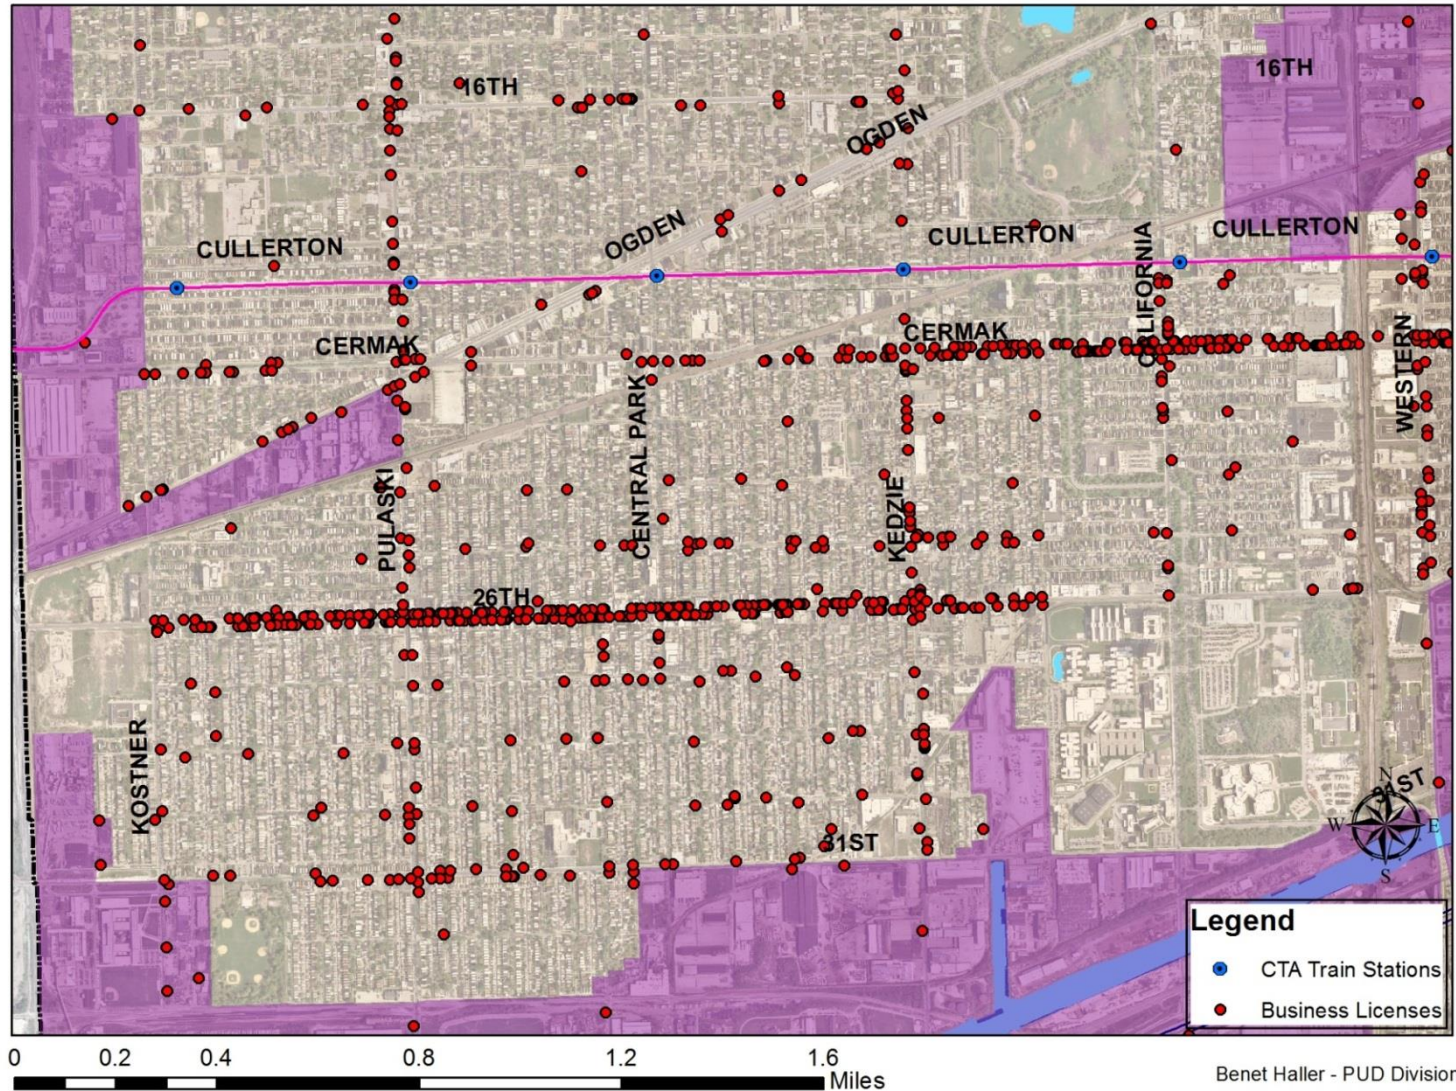 16TH
16TH
OGDEN
CULLERTON
OGDEN
CULLERTON
CULLERTON
CERMAK
CERMAK
CALIFORNIA
WESTERN
CENTRAL PARK
PULASKI
KEDZIE
26TH
KOSTNER
31ST
31ST
N
W E
S
Legend
CTA Train Stations
Business Licenses
0 0.2 0.4 0.8 1.2 1.6
Miles
Benet Haller - PUD Division